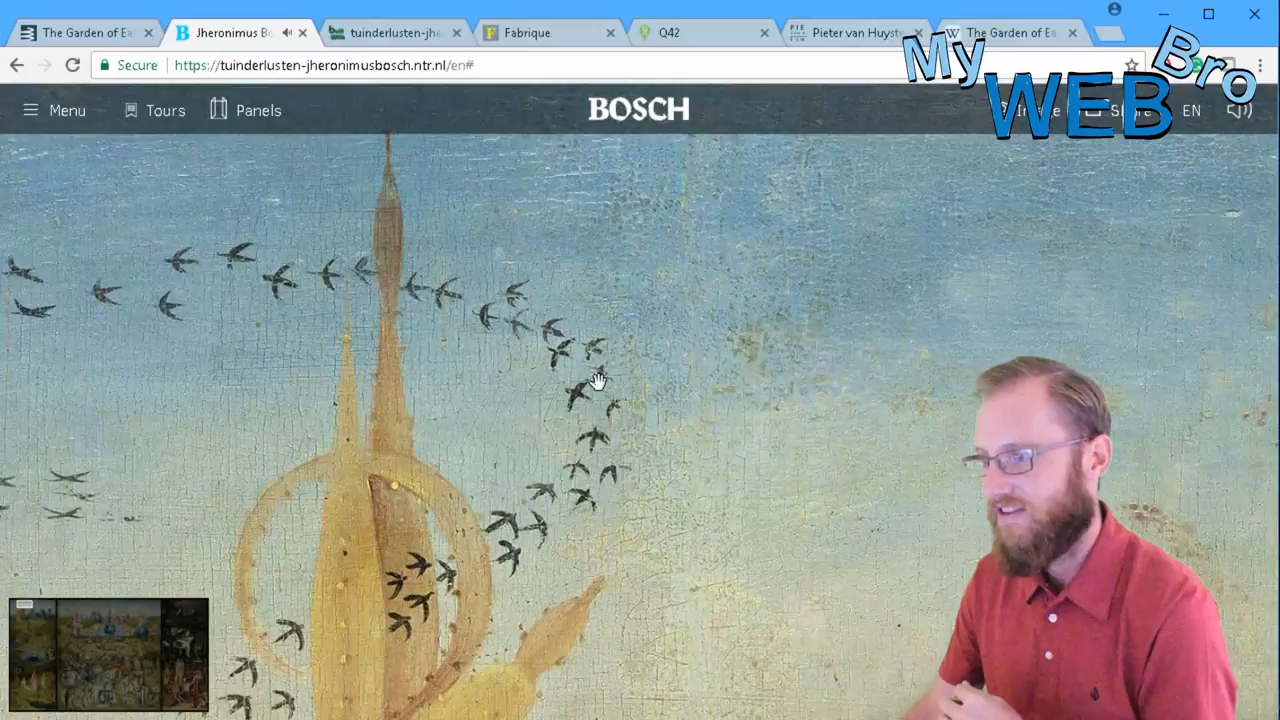 The Garden of Ea
Jheronimus Bo
tuinderlusten-jhe
Fabrique
Q42
Pieter van Huyste
The Garden of Ea
Secure
https://tuinderlusten-jheronimusbosch.ntr.nl/en#
My WEB Bro
Menu
Tours
Panels
BOSCH
EN